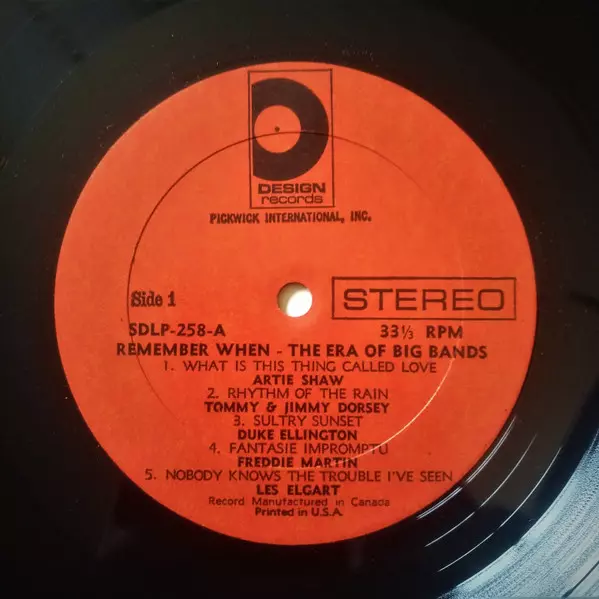 D
DESIGN
records
PICKWICK INTERNATIONAL, INC.
Side 1
STEREO
SDLP-258-A 33⅓ RPM
REMEMBER WHEN - THE ERA OF BIG BANDS
1. WHAT IS THIS THING CALLED LOVE
ARTIE SHAW
2. RHYTHM OF THE RAIN
TOMMY & JIMMY DORSEY
3. SULTRY SUNSET
DUKE ELLINGTON
4. FANTASIE IMPROMPTU
FREDDIE MARTIN
5. NOBODY KNOWS THE TROUBLE I'VE SEEN
LES ELGART
Record Manufactured in Canada
Printed in U.S.A.